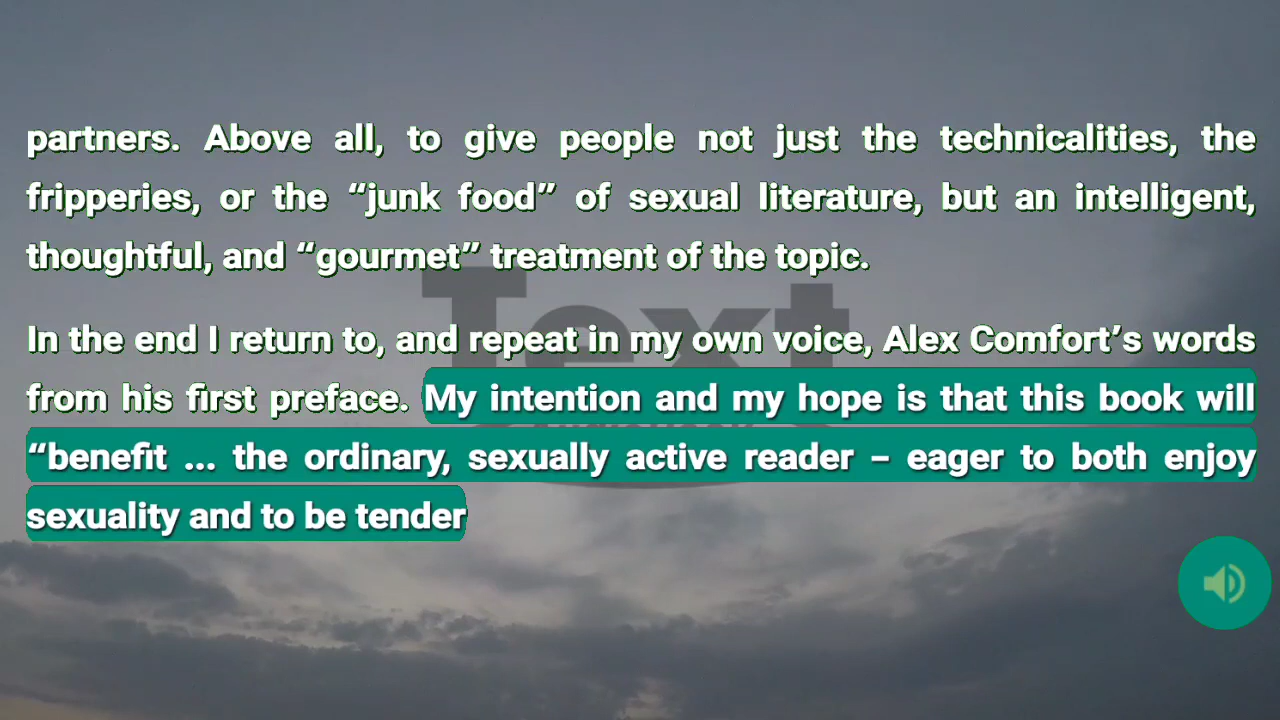 partners. Above all, to give people not just the technicalities, the
fripperies, or the “junk food” of sexual literature, but an intelligent,
thoughtful, and “gourmet” treatment of the topic.
In the end I return to, and repeat in my own voice, Alex Comfort’s words
from his first preface. My intention and my hope is that this book will
“benefit ... the ordinary, sexually active reader – eager to both enjoy
sexuality and to be tender
Text